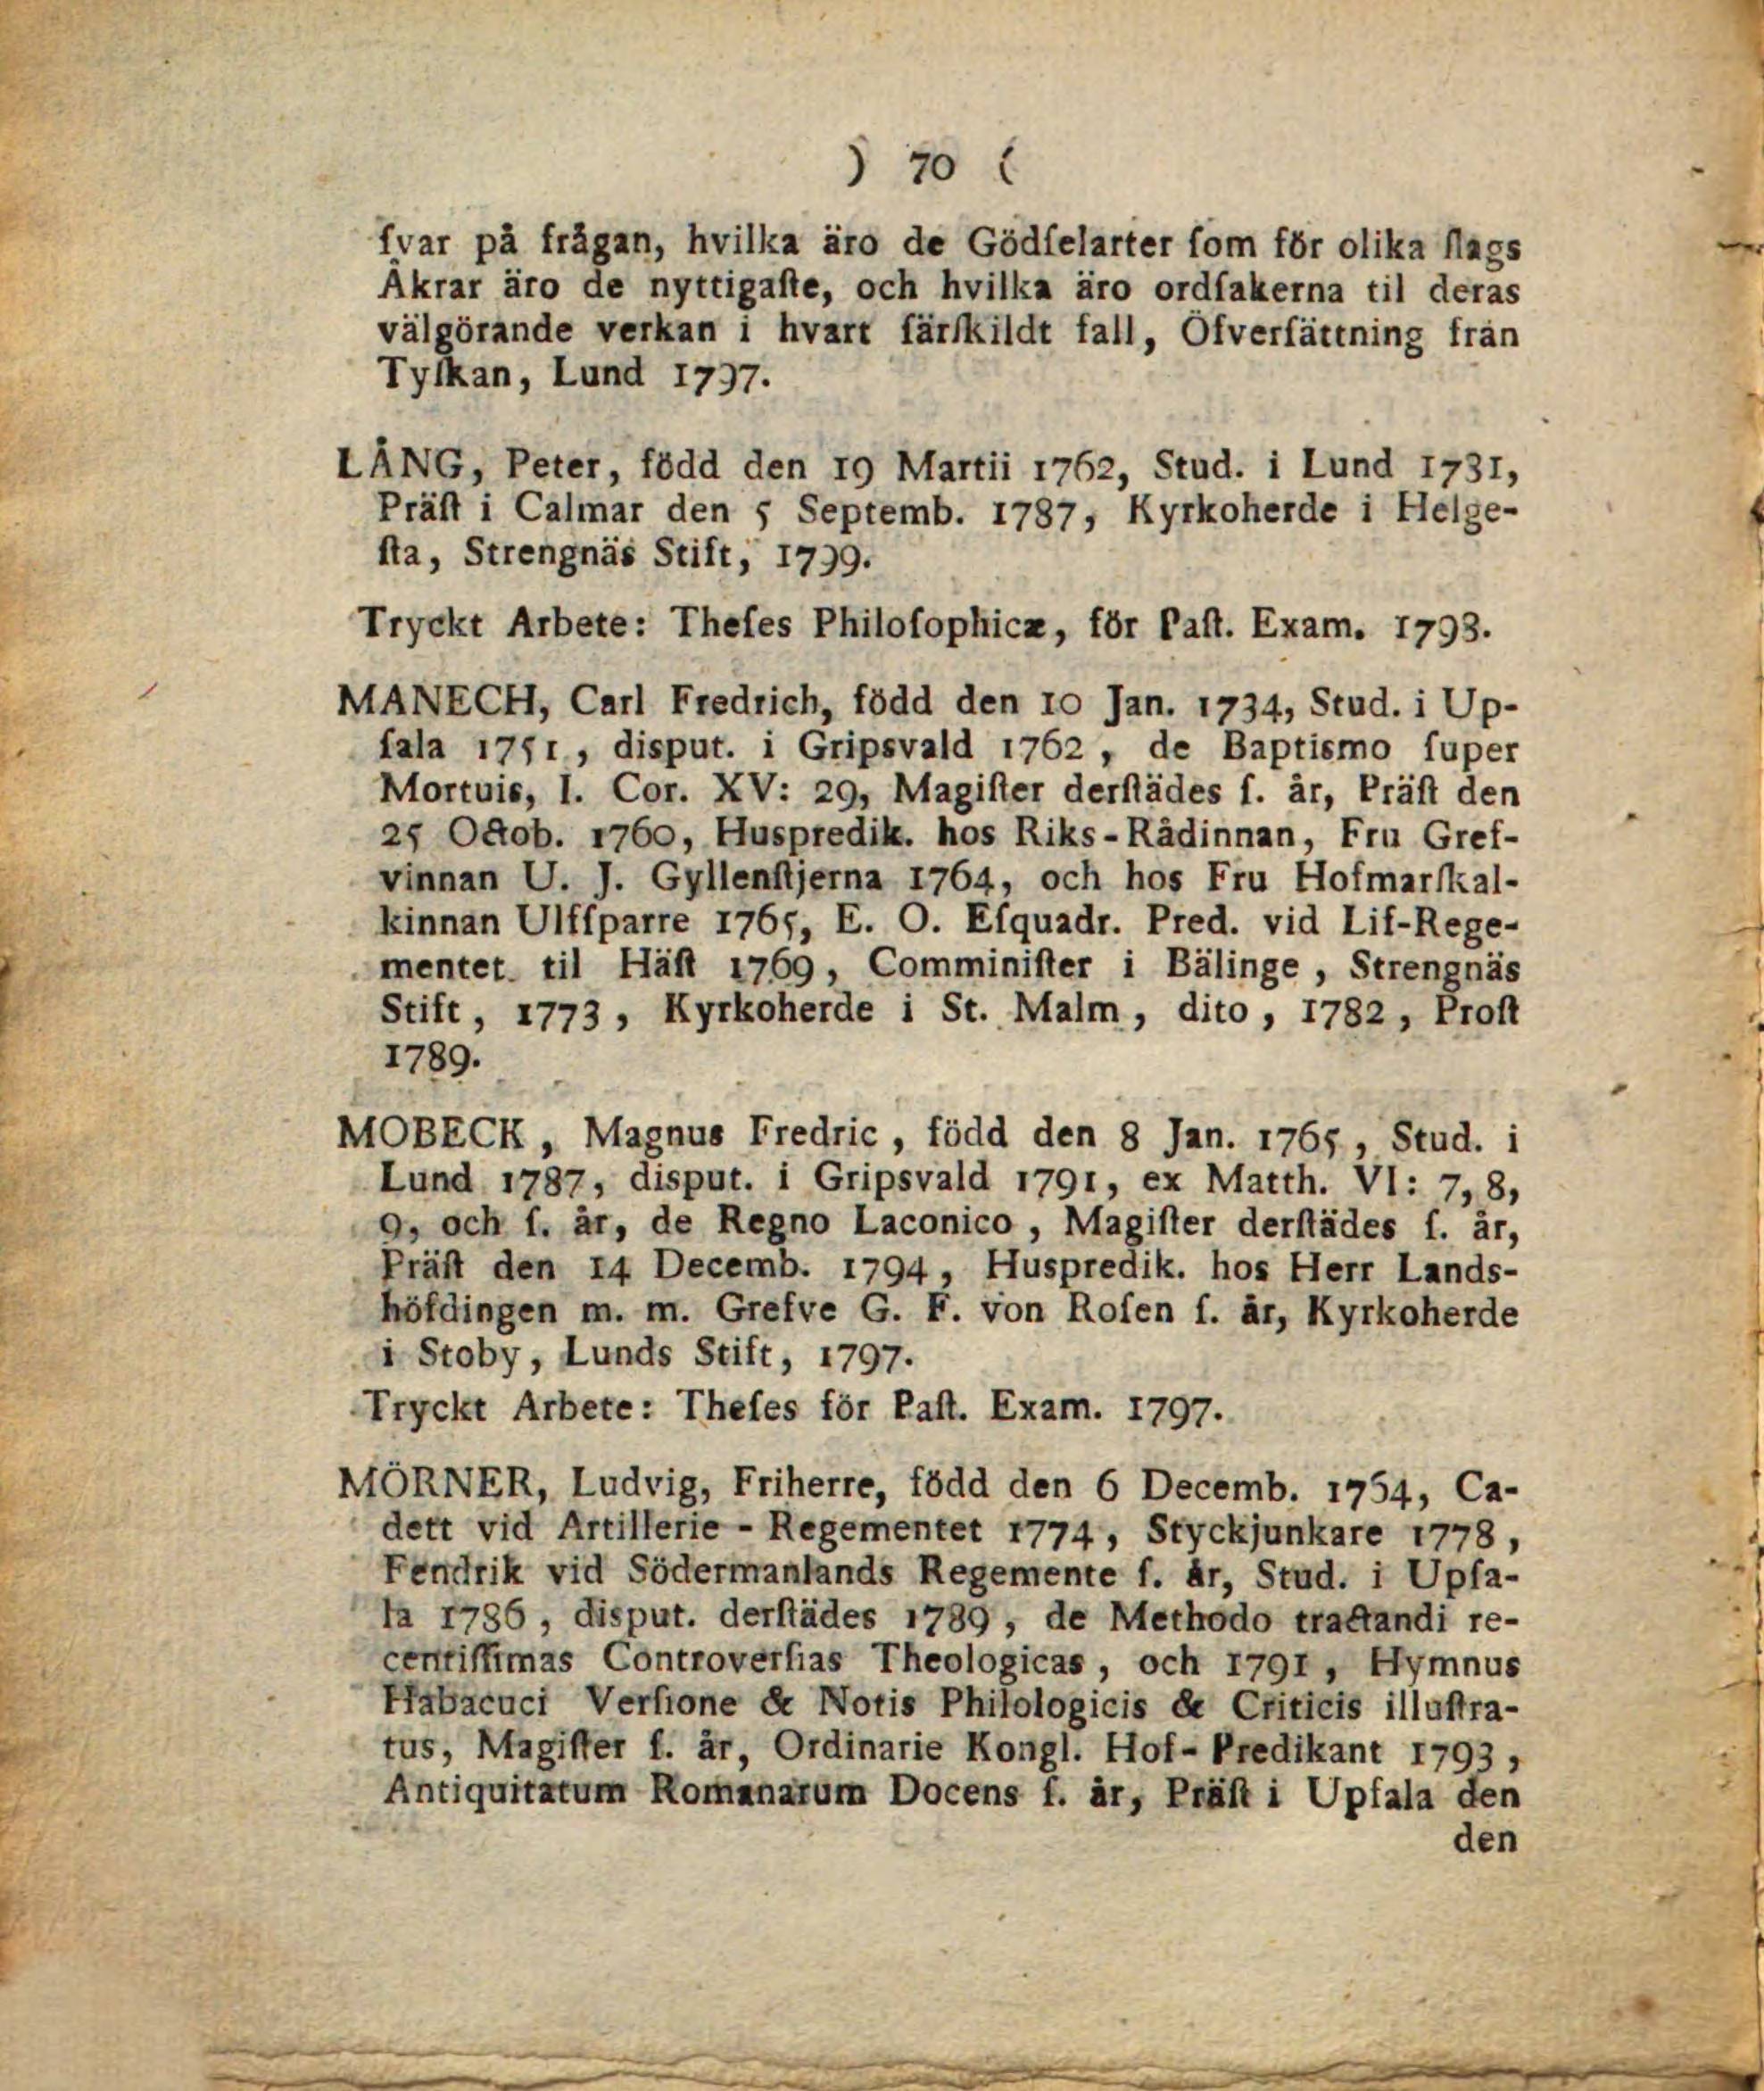 ) 70 (
ſvar på frågan, hvilka äro de Gödſelarter ſom för olika ſlags
Åkrar äro de nyttigaſte, och hvilka äro ordſakerna til deras
välgörande verkan i hvart ſärſkildt fall, Öfverſättning från
Tyſkan, Lund 1797.
LÅNG, Peter, född den 19 Martii 1762, Stud. i Lund 1781,
Präſt i Calmar den 5 Septemb. 1787, Kyrkoherde i Helge-
ſta, Strengnäs Stift, 1799.
Tryckt Arbete: Theſes Philoſophicæ, för Paſt. Exam. 1798.
MANECH, Carl Fredrich, född den 10 Jan. 1734, Stud. i Up-
ſala 1751, disput. i Gripsvald 1762, de Baptismo ſuper
Mortuis, I. Cor. XV: 29, Magiſter derſtädes ſ. år, Präſt den
25 Octob. 1760, Huspredik. hos Riks-Rådinnan, Fru Gref-
vinnan U. J. Gyllenſtjerna 1764, och hos Fru Hofmarſkal-
kinnan Ulfſparre 1765, E. O. Eſquadr. Pred. vid Lif-Rege-
mentet til Häſt 1769, Comminiſter i Bälinge, Strengnäs
Stift, 1773, Kyrkoherde i St. Malm, dito, 1782, Proſt
1789.
MOBECK, Magnus Fredric, född den 8 Jan. 1765, Stud. i
Lund 1787, disput. i Gripsvald 1791, ex Matth. VI: 7, 8,
9, och ſ. år, de Regno Laconico, Magiſter derſtädes ſ. år,
Präſt den 14 Decemb. 1794, Huspredik. hos Herr Lands-
höfdingen m. m. Grefve G. F. von Roſen ſ. år, Kyrkoherde
i Stoby, Lunds Stift, 1797.
Tryckt Arbete: Theſes för Paſt. Exam. 1797.
MÖRNER, Ludvig, Friherre, född den 6 Decemb. 1754, Ca-
dett vid Artillerie - Regementet 1774, Styckjunkare 1778,
Fendrik vid Södermanlands Regemente ſ. år, Stud. i Upſa-
la 1786, disput. derſtädes 1789, de Methodo tractandi re-
centiſſimas Controverſias Theologicas, och 1791, Hymnus
Habacuci Verſione & Notis Philologicis & Criticis illuſtra-
tus, Magiſter ſ. år, Ordinarie Kongl. Hof-Predikant 1793,
Antiquitatum Romanarum Docens ſ. år, Präſt i Upſala den
den